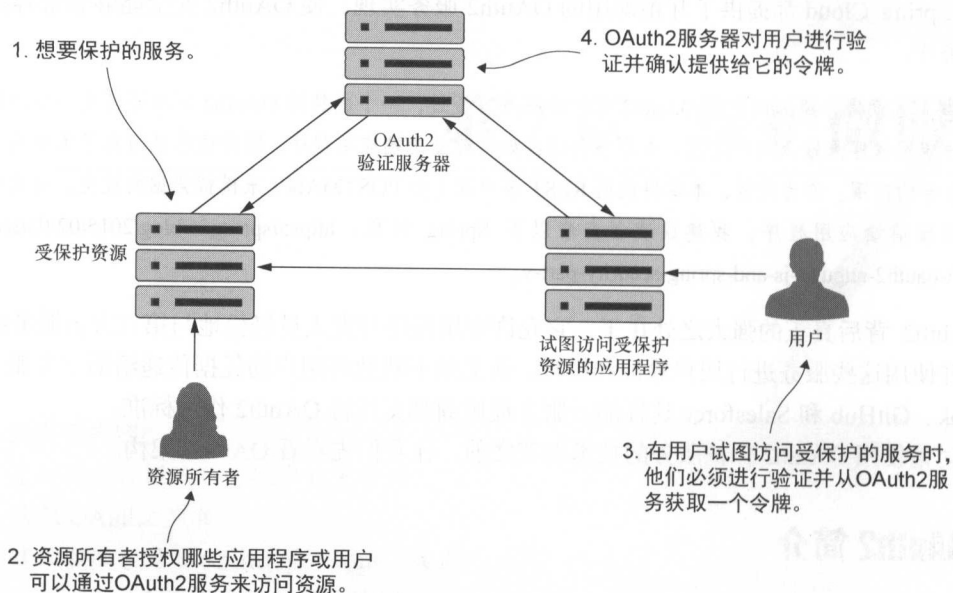 1. 想要保护的服务。
4. OAuth2服务器对用户进行验
证并确认提供给它的令牌。
OAuth2
验证服务器
受保护资源
试图访问受保护
资源的应用程序
用户
资源所有者
3. 在用户试图访问受保护的服务时，
他们必须进行验证并从OAuth2服
务获取一个令牌。
2. 资源所有者授权哪些应用程序或用户
可以通过OAuth2服务来访问资源。